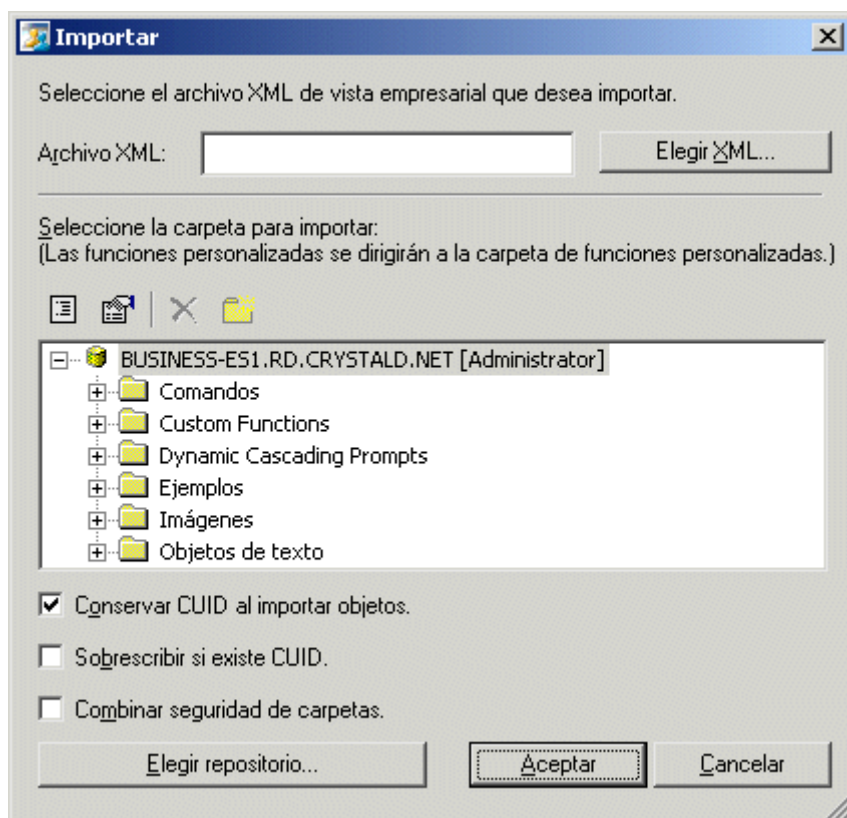 Importar
Seleccione el archivo XML de vista empresarial que desea importar.
Archivo XML:
Elegir XML...
Seleccione la carpeta para importar:
(Las funciones personalizadas se dirigirán a la carpeta de funciones personalizadas.)
BUSINESS-ES1.RD.CRYSTALD.NET [Administrator]
Comandos
Custom Functions
Dynamic Cascading Prompts
Ejemplos
Imágenes
Objetos de texto
Conservar CUID al importar objetos.
Sobrescribir si existe CUID.
Combinar seguridad de carpetas.
Elegir repositorio... Aceptar Cancelar